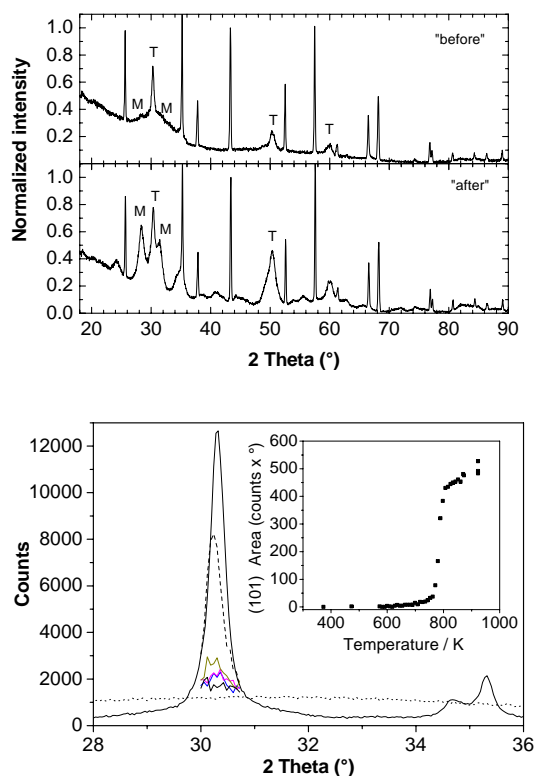 1.0
"before"
0.8
T
0.6
M M
0.4
T
T
0.2
Normalized intensity
1.0
"after"
0.8
M T
M
T
0.6
0.4
0.2
0.0
20 30 40 50 60 70 80 90
2 Theta (°)
12000
10000
8000
6000
4000
2000
0
Counts
28 30 32 34 36
2 Theta (°)
600
500
400
300
200
100
0
(101) Area (counts x °)
400 600 800 1000
Temperature / K